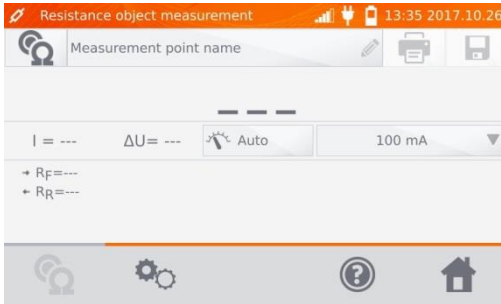 Resistance object measurement 13:35 2017.10.26
Measurement point name
---
I = --- ΔU= --- Auto 100 mA
→ RF=---
← RR=---